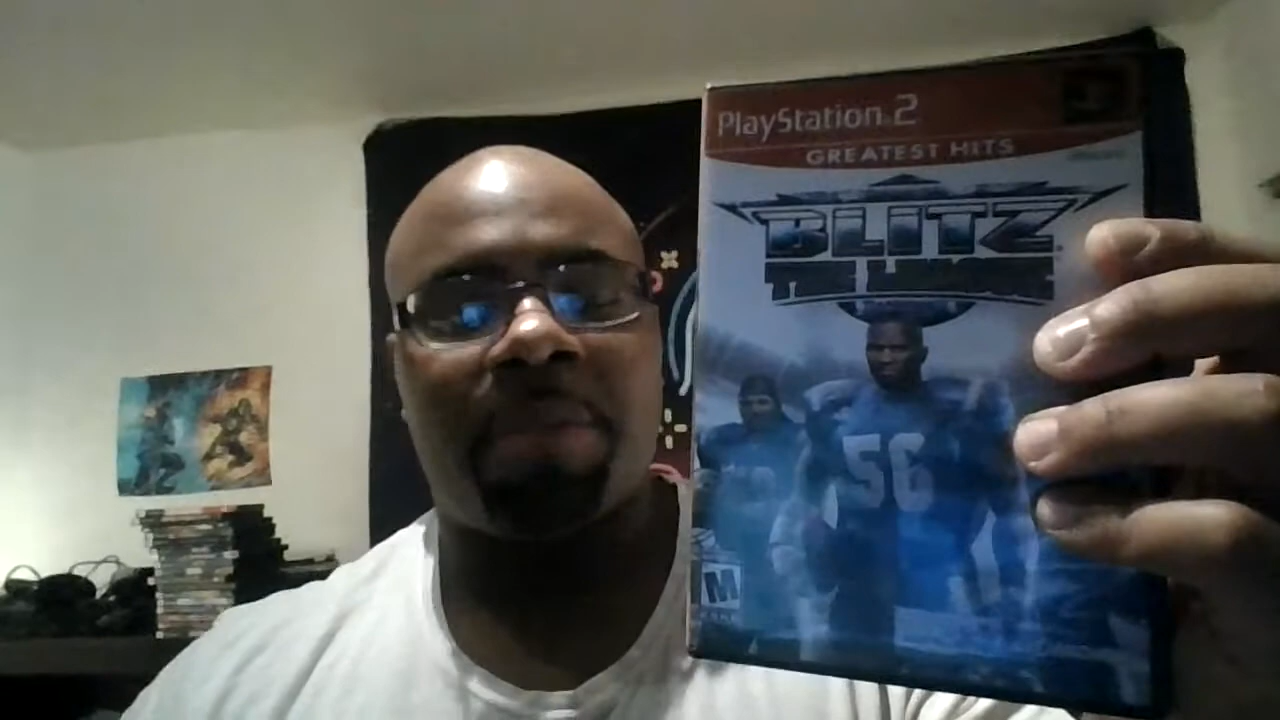 PlayStation 2
GREATEST HITS
BLITZ
THE LEAGUE
56
M